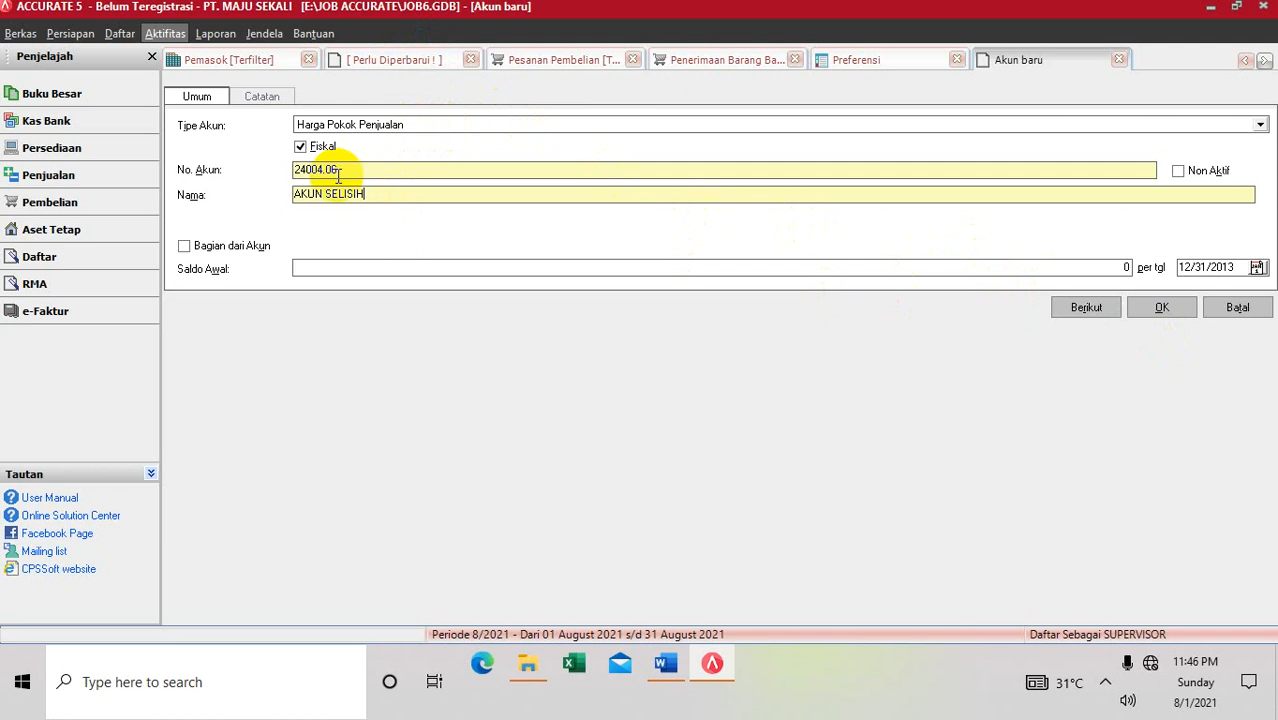 ACCURATE 5 - Belum Teregistrasi - PT. MAJU SEKALI [E:\JOB ACCURATE\JOB6.GDB] - [Akun baru]
Berkas Persiapan Daftar Aktifitas Laporan Jendela Bantuan
Penjelajah
Pemasok [Terfilter] [ Perlu Diperbarui ! ] Pesanan Pembelian [T... Penerimaan Barang Ba... Preferensi Akun baru
Buku Besar
Kas Bank
Persediaan
Penjualan
Pembelian
Aset Tetap
Daftar
RMA
e-Faktur
Umum Catatan
Tipe Akun: Harga Pokok Penjualan
Fiskal
No. Akun: 24004.06 Non Aktif
Nama: AKUN SELISIH
Bagian dari Akun
Saldo Awal: 0 per tgl 12/31/2013
Berikut OK Batal
Tautan
User Manual
Online Solution Center
Facebook Page
Mailing list
CPSSoft website
Periode 8/2021 - Dari 01 August 2021 s/d 31 August 2021 Daftar Sebagai SUPERVISOR
Type here to search
31°C
11:46 PM
Sunday
8/1/2021